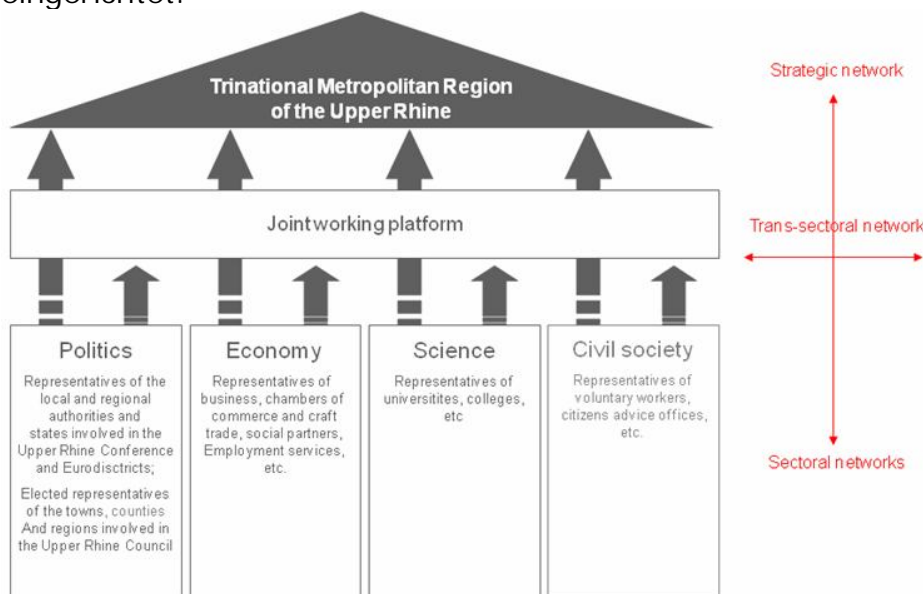 eingerichtet.
Trinational Metropolitan Region
of the Upper Rhine
Strategic network
Joint working platform
Trans-sectoral network
Politics
Representatives of the
local and regional
authorities and
states involved in the
Upper Rhine Conference
and Eurodisctricts;
Elected representatives
of the towns, counties
And regions involved in
the Upper Rhine Council
Economy
Representatives of
business, chambers of
commerce and craft
trade, social partners,
Employment services,
etc.
Science
Representatives of
universitites, colleges,
etc
Civil society
Representatives of
voluntary workers,
citizens advice offices,
etc.
Sectoral networks